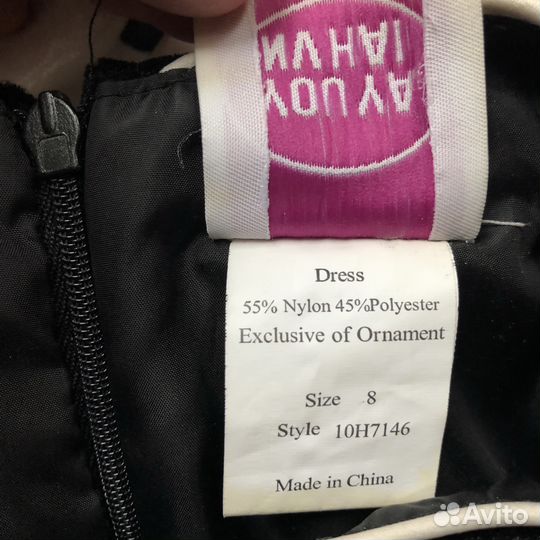 Dress
55% Nylon 45%Polyester
Exclusive of Ornament
Size 8
Style 10H7146
Made in China
Avito